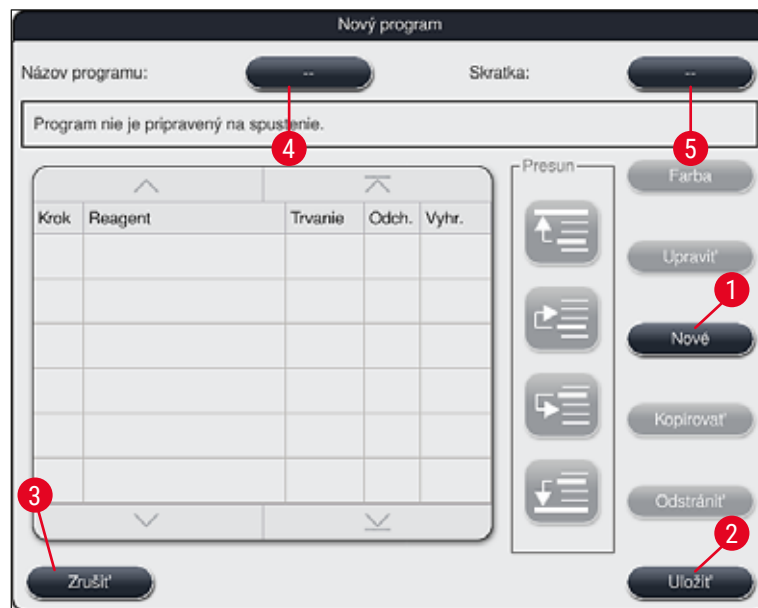 Nový program
Názov programu: -- Skratka: --
4 5
Program nie je pripravený na spustenie.
Presun
Farba
Krok Reagent Trvanie Odch. Vyhr.
Upraviť
1
Nové
Kopírovať
3
Odstrániť
2
Zrušiť Uložiť